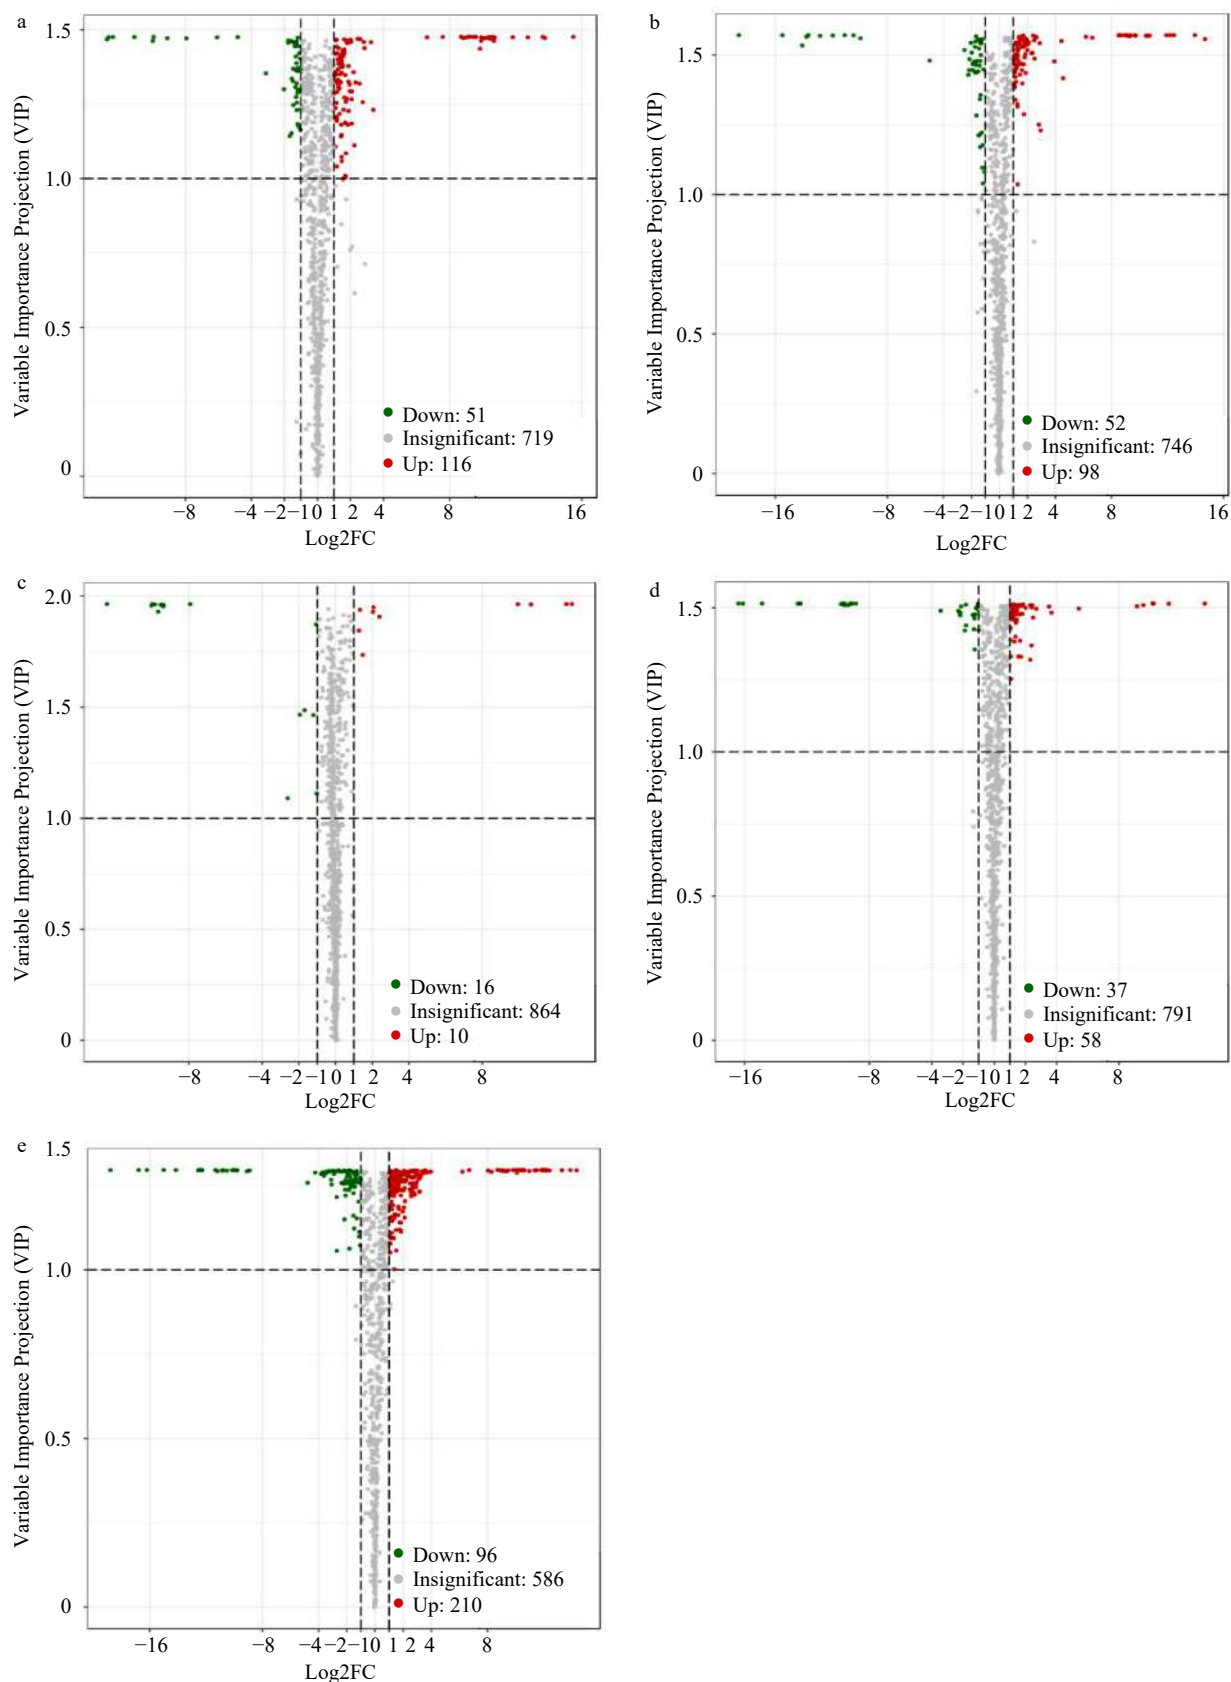 a
Variable Importance Projection (VIP)
1.5
1.0
0.5
0
Down: 51
Insignificant: 719
Up: 116
−8 −4 −2 −1 0 1 2 4 8 16
Log2FC
b
Variable Importance Projection (VIP)
1.5
1.0
0.5
0
Down: 52
Insignificant: 746
Up: 98
−16 −8 −4 −2 −1 0 1 2 4 8 16
Log2FC
c
Variable Importance Projection (VIP)
2.0
1.5
1.0
0.5
0
Down: 16
Insignificant: 864
Up: 10
−8 −4 −2 −1 0 1 2 4 8
Log2FC
d
Variable Importance Projection (VIP)
1.5
1.0
0.5
0
Down: 37
Insignificant: 791
Up: 58
−16 −8 −4 −2 −1 0 1 2 4 8
Log2FC
e
Variable Importance Projection (VIP)
1.5
1.0
0.5
0
Down: 96
Insignificant: 586
Up: 210
−16 −8 −4 −2 −1 0 1 2 4 8
Log2FC